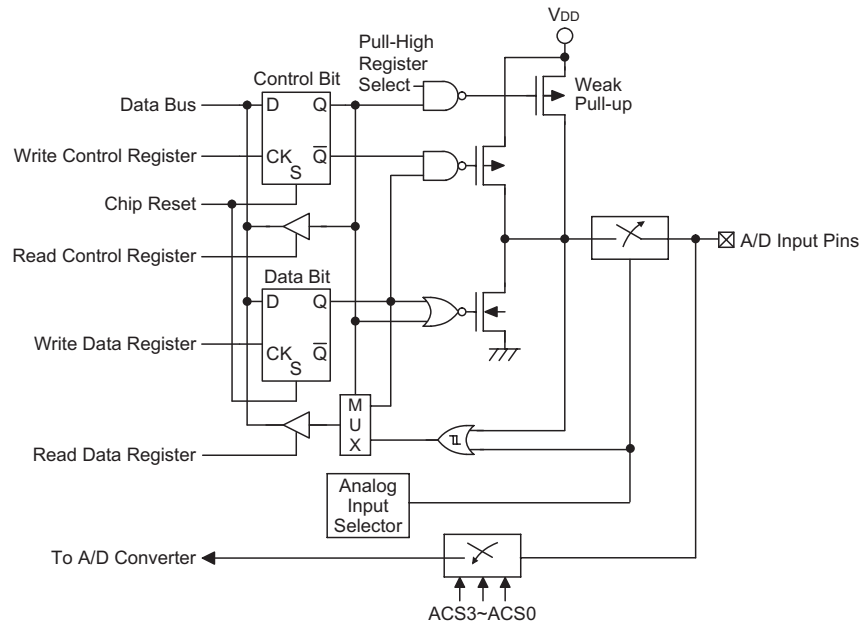 VDD
Pull-High
Register
Select
Weak
Pull-up
Control Bit
Data Bus
D
Q
Write Control Register
CK
Q
S
Chip Reset
Read Control Register
Data Bit
D
Q
Write Data Register
CK
Q
S
M
U
X
Read Data Register
A/D Input Pins
Analog
Input
Selector
To A/D Converter
ACS3~ACS0